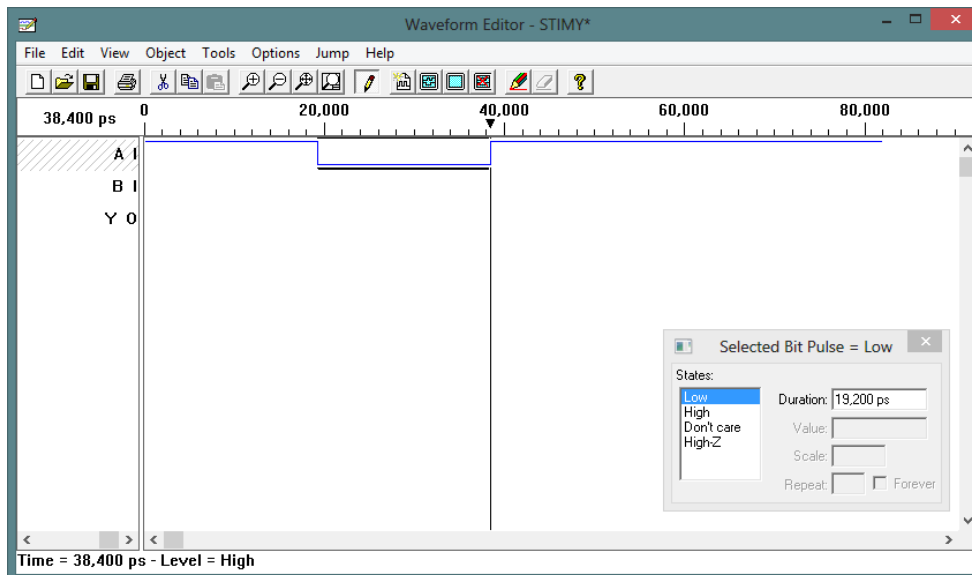 Waveform Editor - STIMY*
File Edit View Object Tools Options Jump Help
38,400 ps 0 20,000 40,000 60,000 80,000
A I
B I
Y O
Selected Bit Pulse = Low
States:
Low
High
Don't care
High-Z
Duration: 19,200 ps
Value:
Scale:
Repeat: Forever
Time = 38,400 ps - Level = High